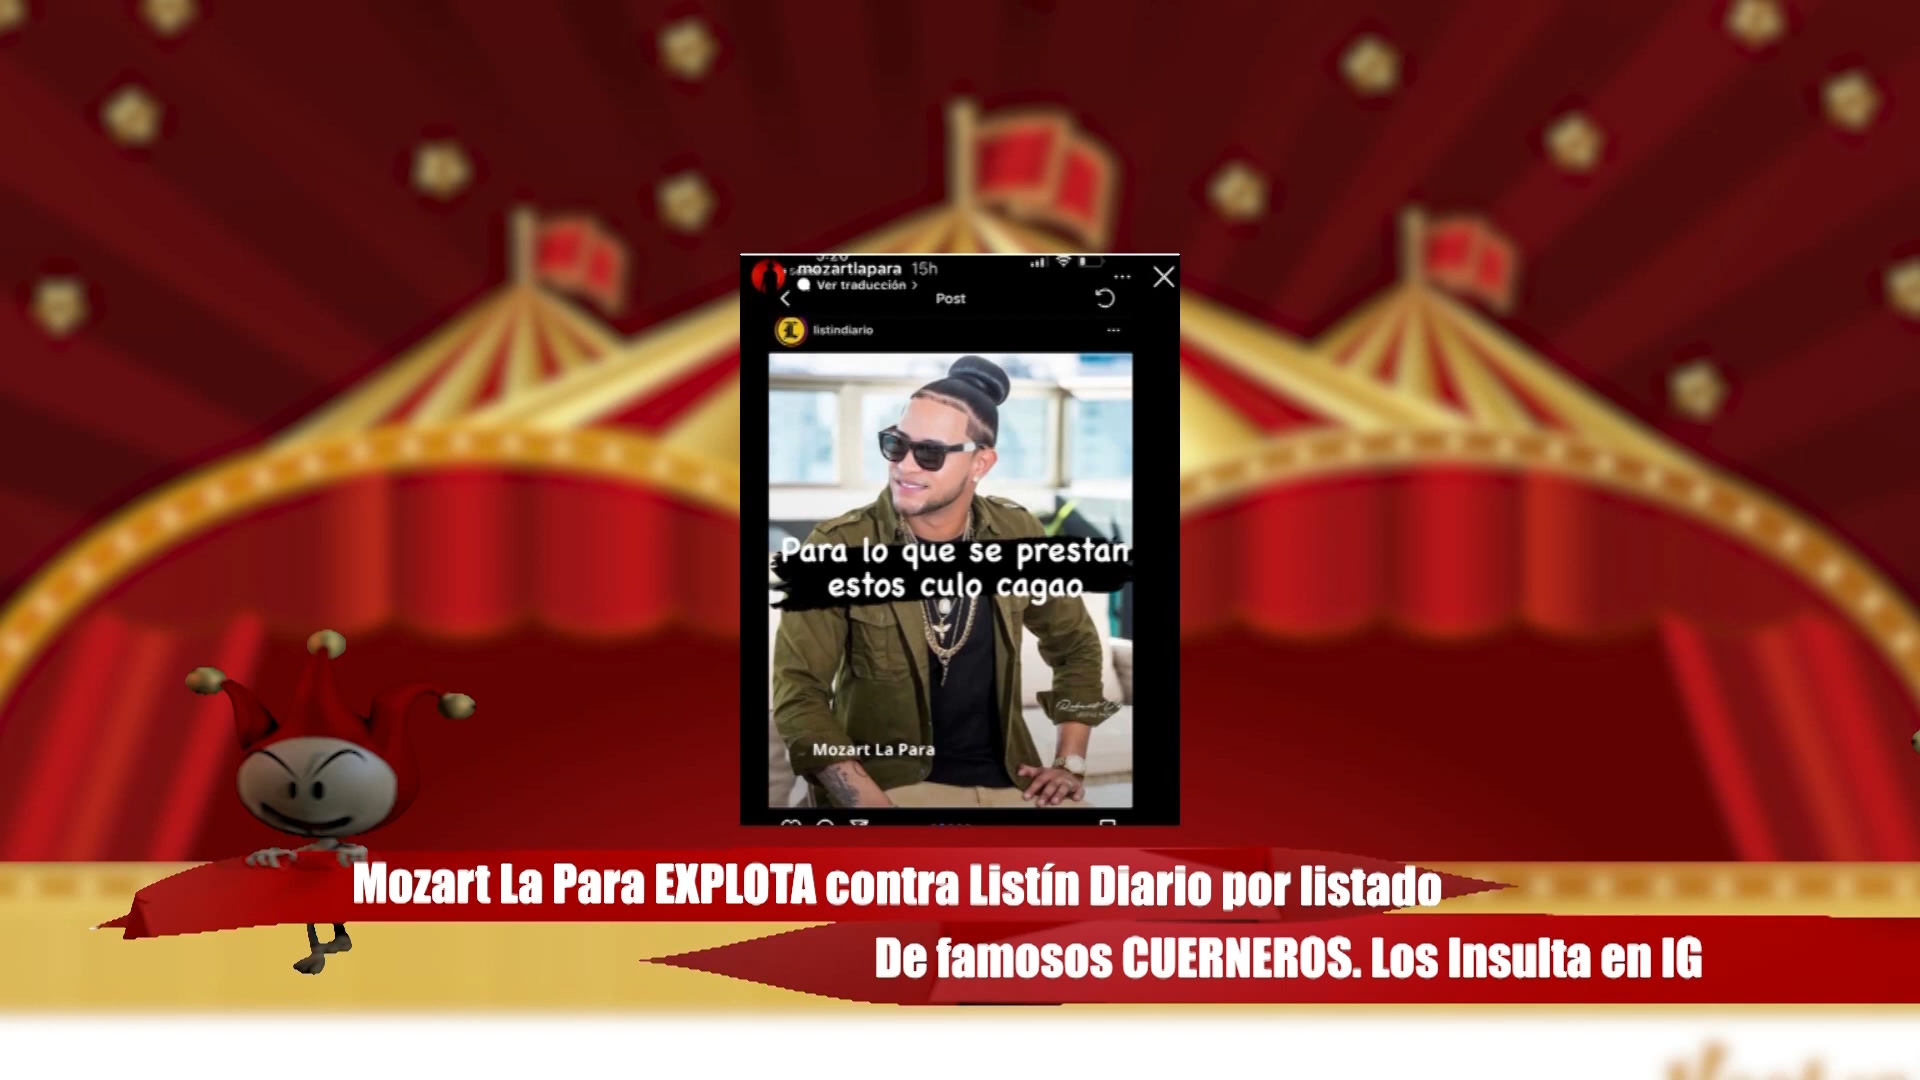 mozartlapara 15h
Ver traducción >
Post
listindiario
Para lo que se prestan
estos culo cagao
Mozart La Para
Mozart La Para EXPLOTA contra Listín Diario por listado
De famosos CUERNEROS. Los Insulta en IG